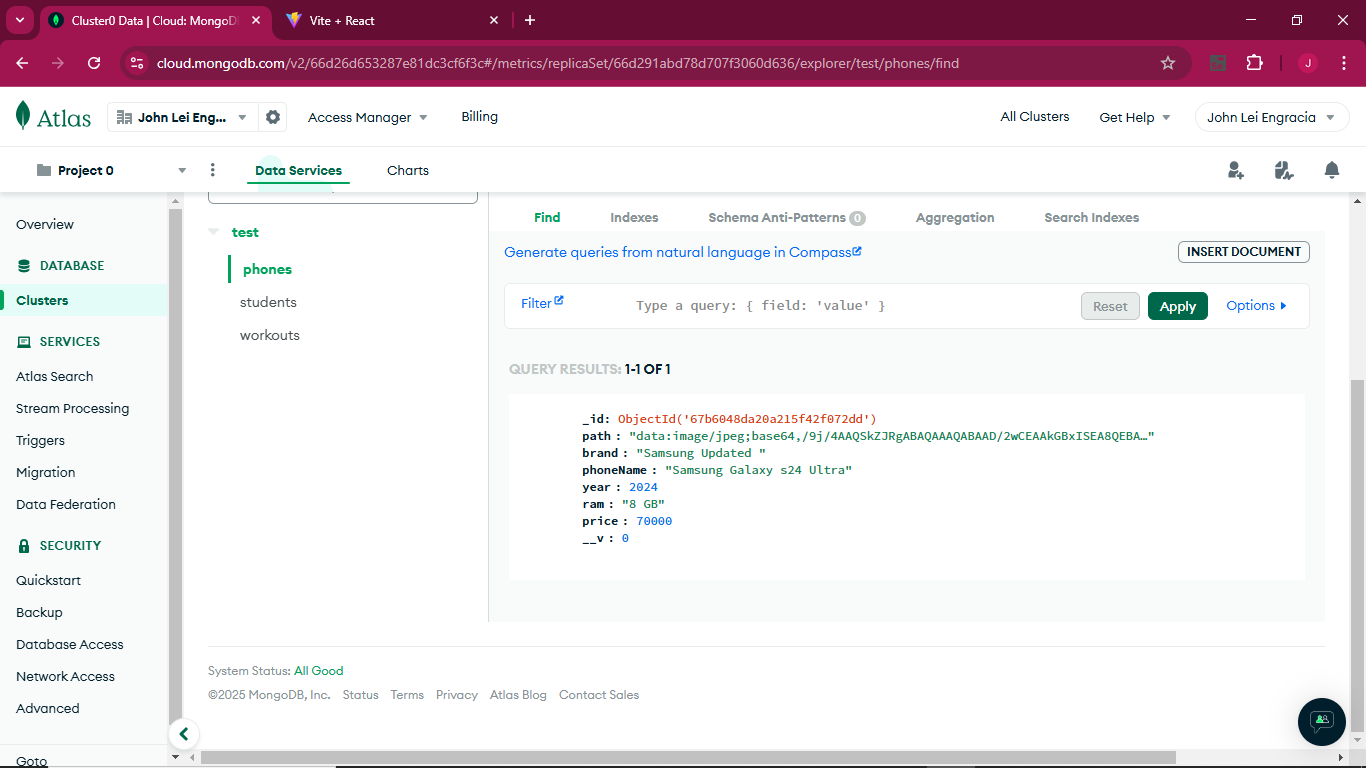 Cluster0 Data | Cloud: MongoDB
Vite + React
cloud.mongodb.com/v2/66d26d653287e81dc3cf6f3c#/metrics/replicaSet/66d291abd78d707f3060d636/explorer/test/phones/find
J
Atlas
John Lei Eng...
Access Manager
Billing
All Clusters
Get Help
John Lei Engracia
Project 0
Data Services
Charts
Overview
DATABASE
Clusters
SERVICES
Atlas Search
Stream Processing
Triggers
Migration
Data Federation
SECURITY
Quickstart
Backup
Database Access
Network Access
Advanced
Goto
test
phones
students
workouts
Find
Indexes
Schema Anti-Patterns 0
Aggregation
Search Indexes
Generate queries from natural language in Compass
INSERT DOCUMENT
Filter
Type a query: { field: 'value' }
Reset
Apply
Options
QUERY RESULTS: 1-1 OF 1
_id: ObjectId('67b6048da20a215f42f072dd')
path : "data:image/jpeg;base64,/9j/4AAQSkZJRgABAQAAAQABAAD/2wCEAAkGBxISEA8QEBA…"
brand : "Samsung Updated "
phoneName : "Samsung Galaxy s24 Ultra"
year : 2024
ram : "8 GB"
price : 70000
__v : 0
System Status: All Good
©2025 MongoDB, Inc.
Status
Terms
Privacy
Atlas Blog
Contact Sales